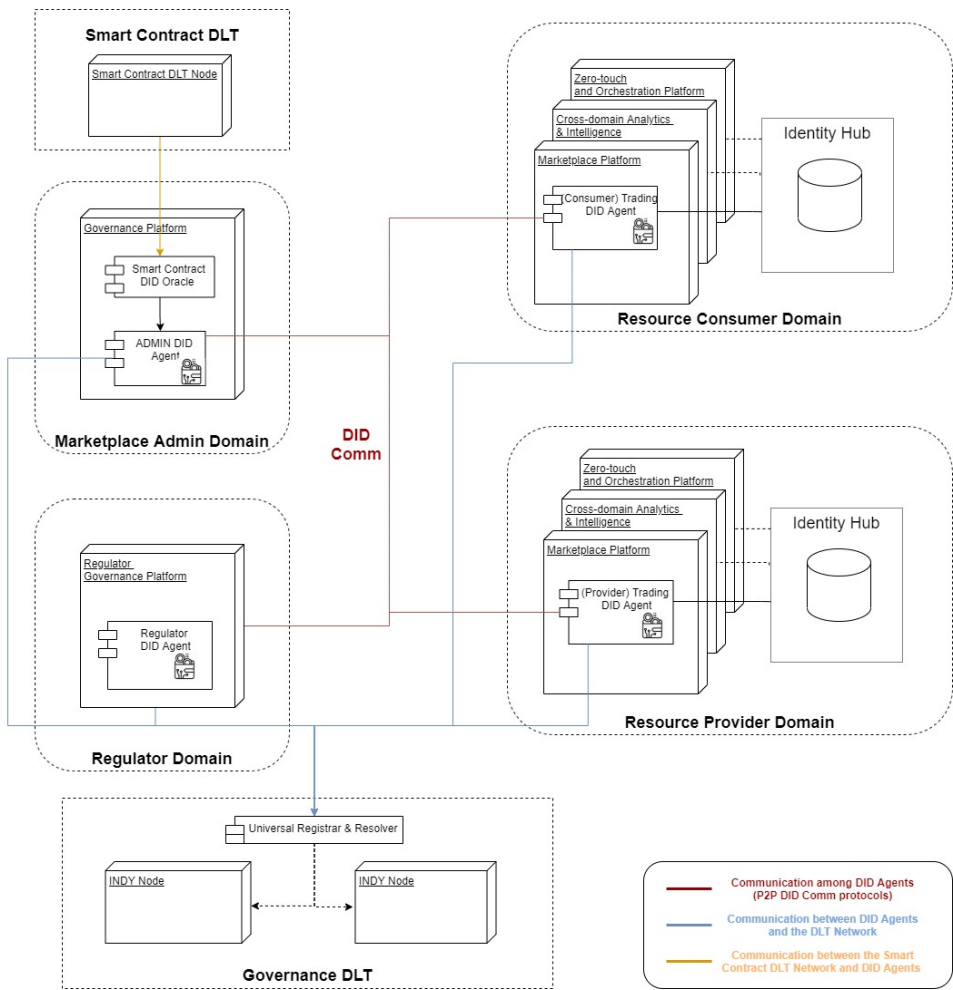 Smart Contract DLT
Smart Contract DLT Node
Governance Platform
Smart Contract
DID Oracle
ADMIN DID
Agent
Marketplace Admin Domain
Zero-touch
and Orchestration Platform
Cross-domain Analytics
& Intelligence
Marketplace Platform
(Consumer) Trading
DID Agent
Identity Hub
Resource Consumer Domain
DID
Comm
Regulator
Governance Platform
Regulator
DID Agent
Regulator Domain
Zero-touch
and Orchestration Platform
Cross-domain Analytics
& Intelligence
Marketplace Platform
(Provider) Trading
DID Agent
Identity Hub
Resource Provider Domain
Universal Registrar & Resolver
INDY Node
INDY Node
Governance DLT
Communication among DID Agents
(P2P DID Comm protocols)
Communication between DID Agents
and the DLT Network
Communication between the Smart
Contract DLT Network and DID Agents